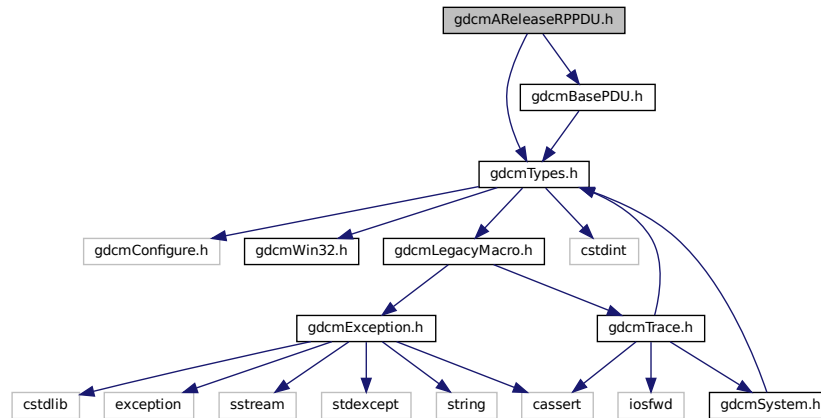 gdcmAReleaseRPPDU.h
gdcmBasePDU.h
gdcmTypes.h
gdcmConfigure.h
gdcmWin32.h
gdcmLegacyMacro.h
cstdint
gdcmException.h
gdcmTrace.h
cstdlib
exception
sstream
stdexcept
string
cassert
iosfwd
gdcmSystem.h